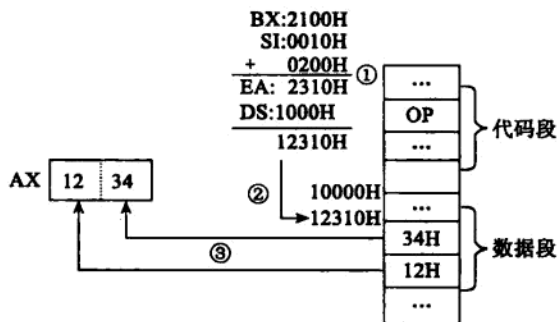 BX:2100H
SI:0010H
+ 0200H ①
EA: 2310H
DS:1000H
12310H
...
OP
...
代码段
AX 12 34
②
10000H
12310H
...
34H
12H
...
数据段
③